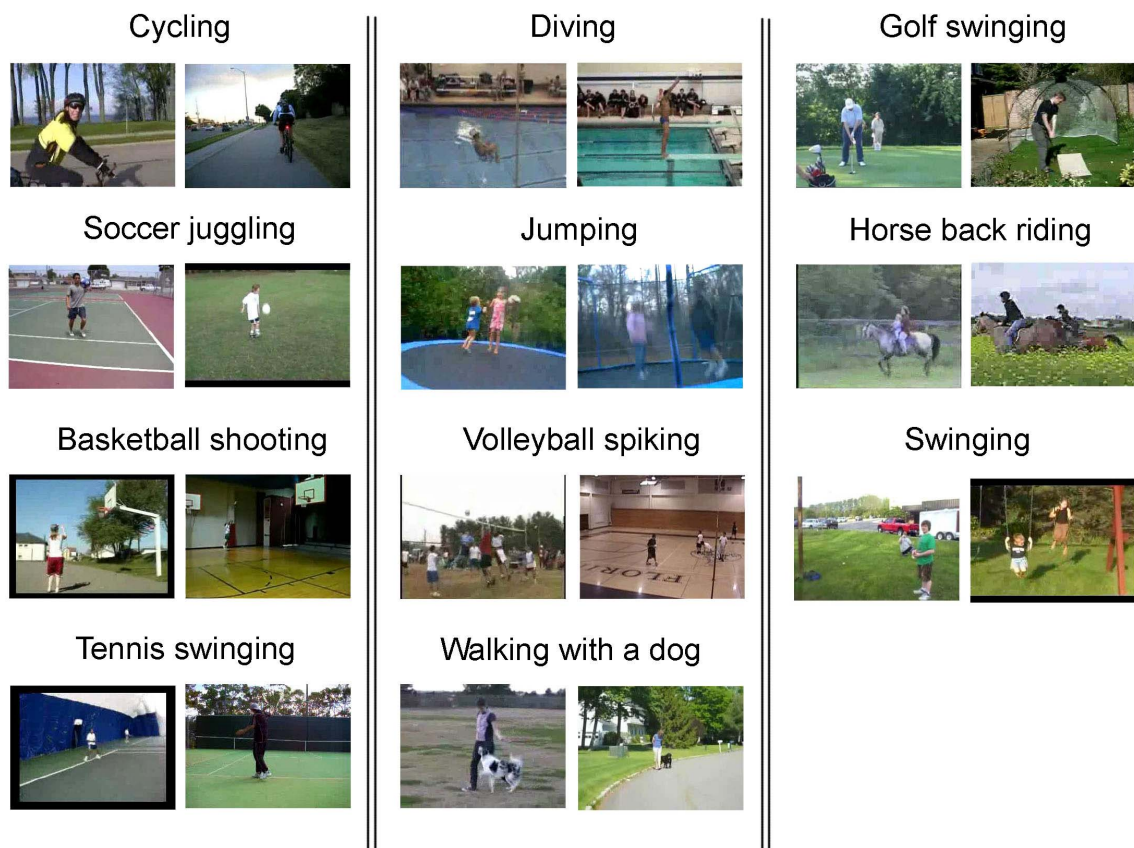 Cycling
Diving
Golf swinging
Soccer juggling
Jumping
Horse back riding
Basketball shooting
Volleyball spiking
Swinging
FLORI
Tennis swinging
Walking with a dog